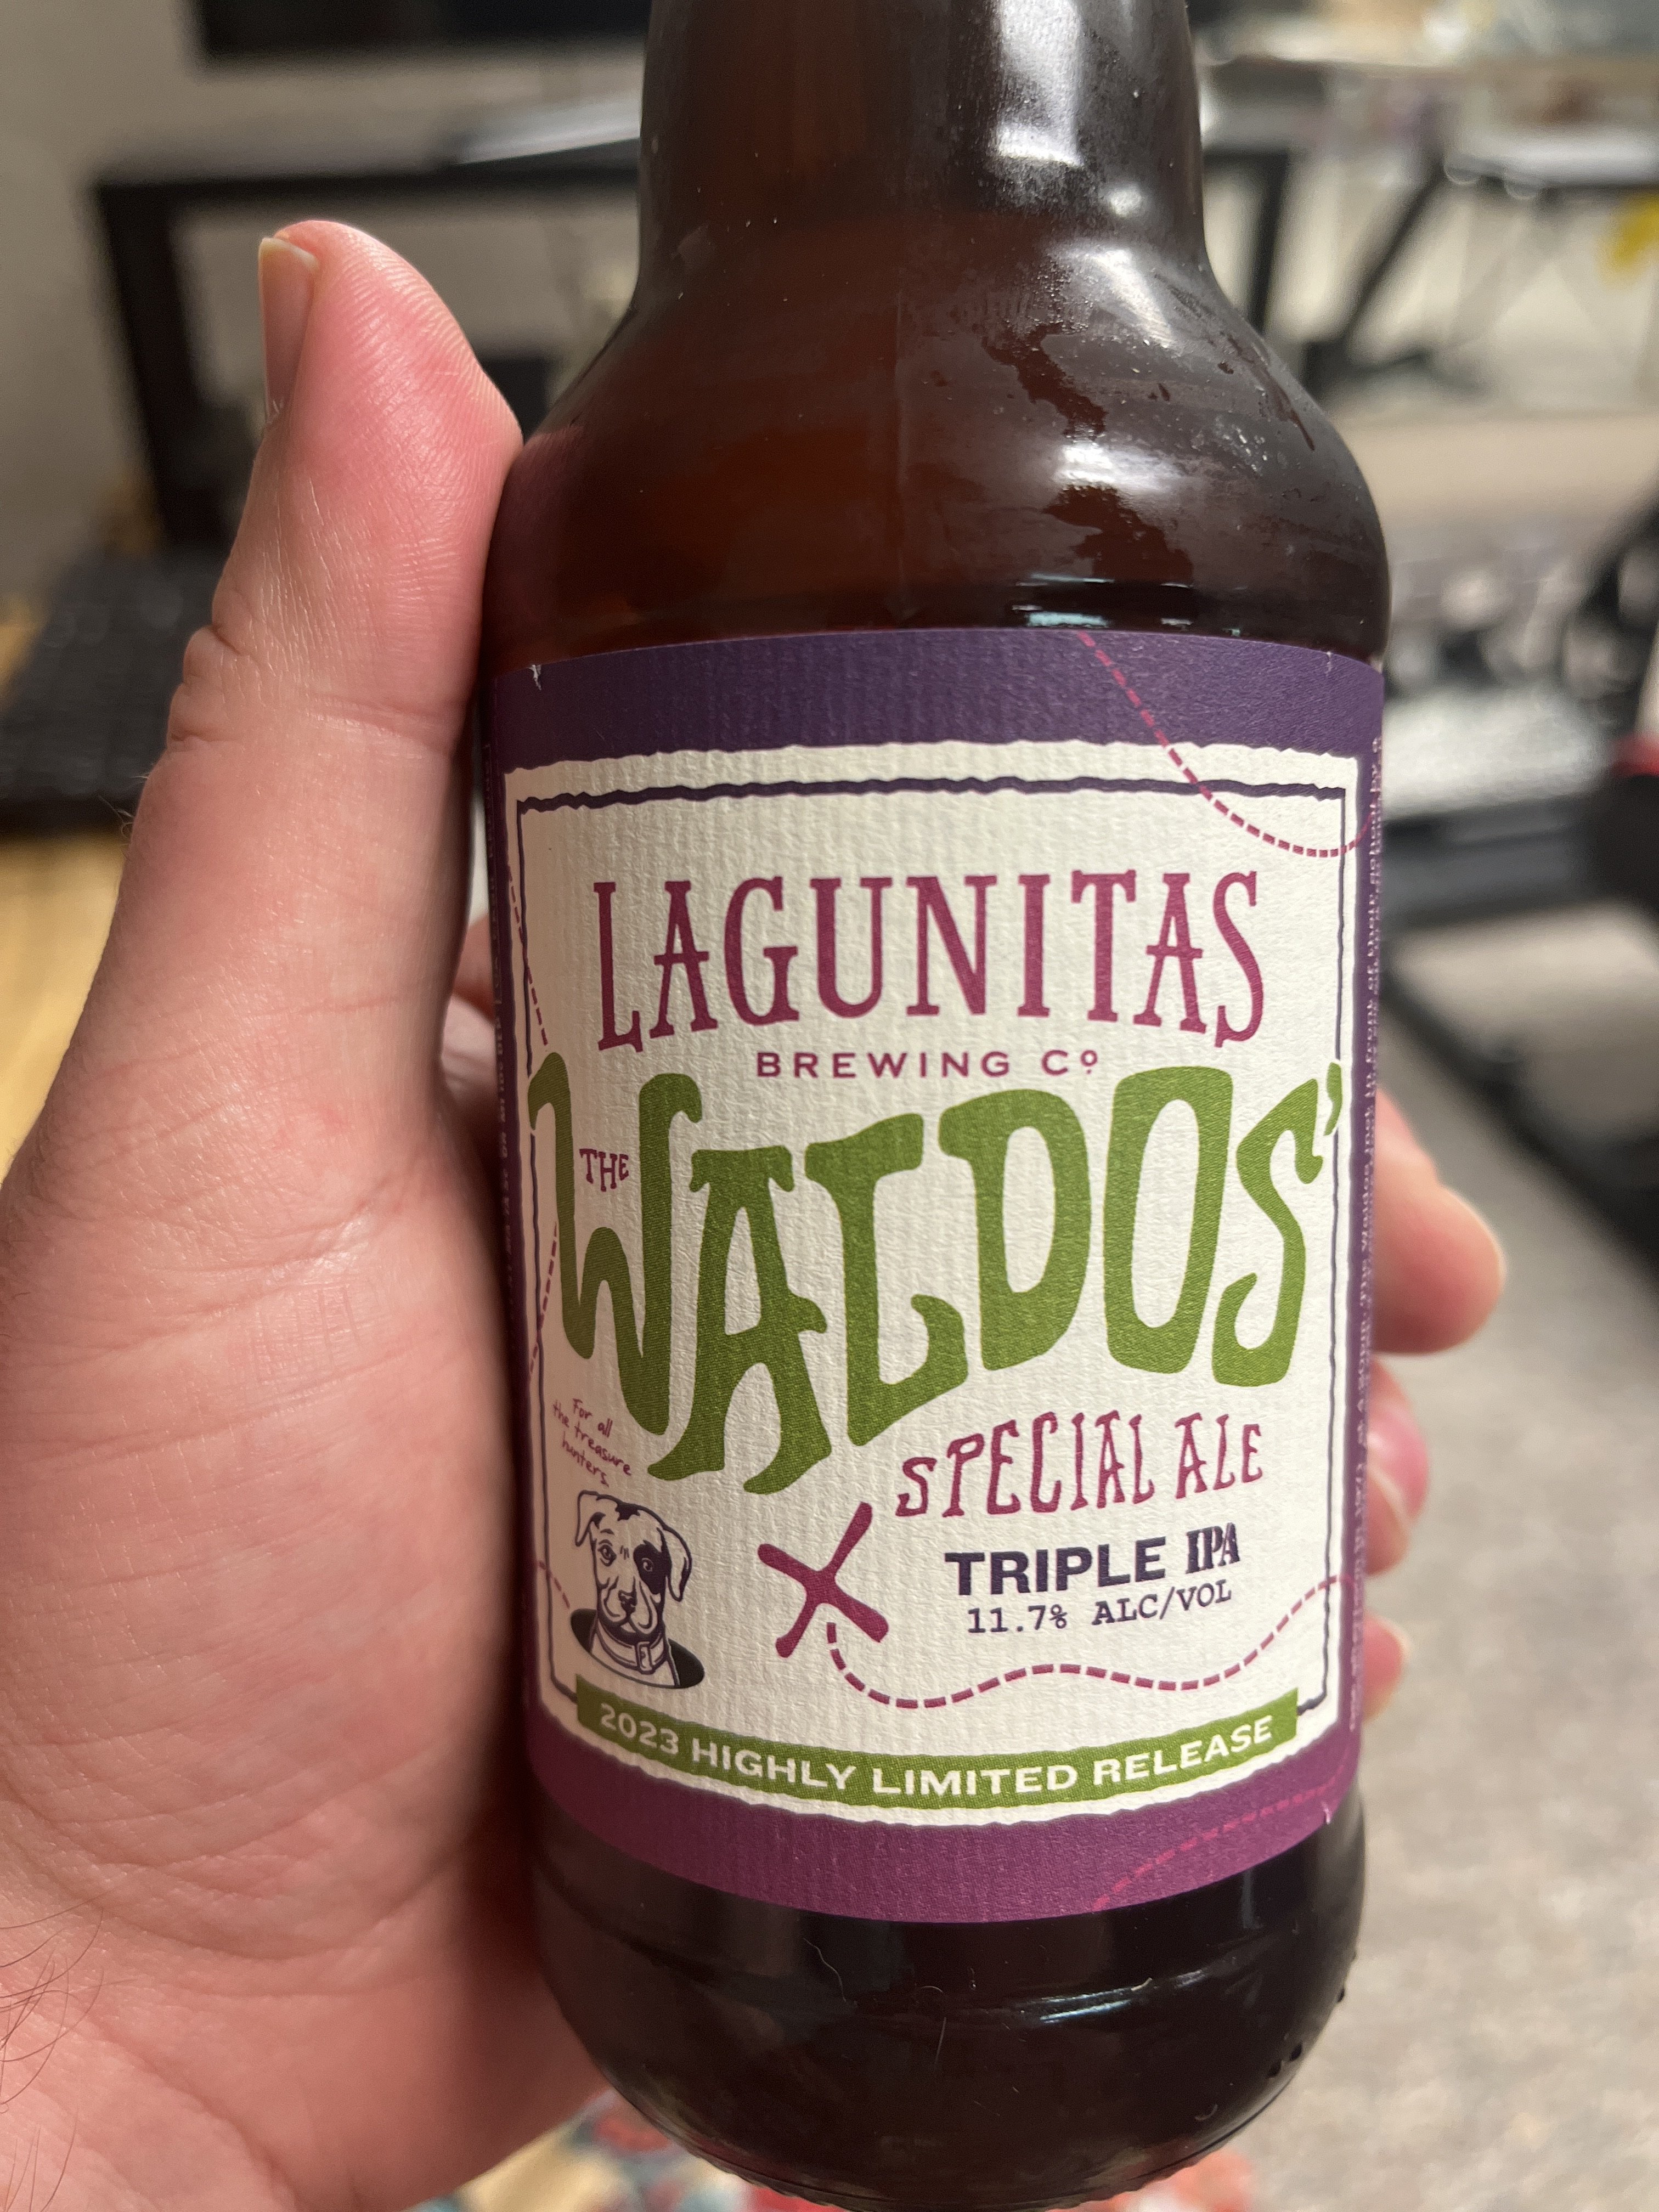 LAGUNITAS
BREWING Cº
THE
WALDOS'
SPECIAL ALE
For all
the treasure
hunters.
TRIPLE IPA
11.7% ALC/VOL
2023 HIGHLY LIMITED RELEASE